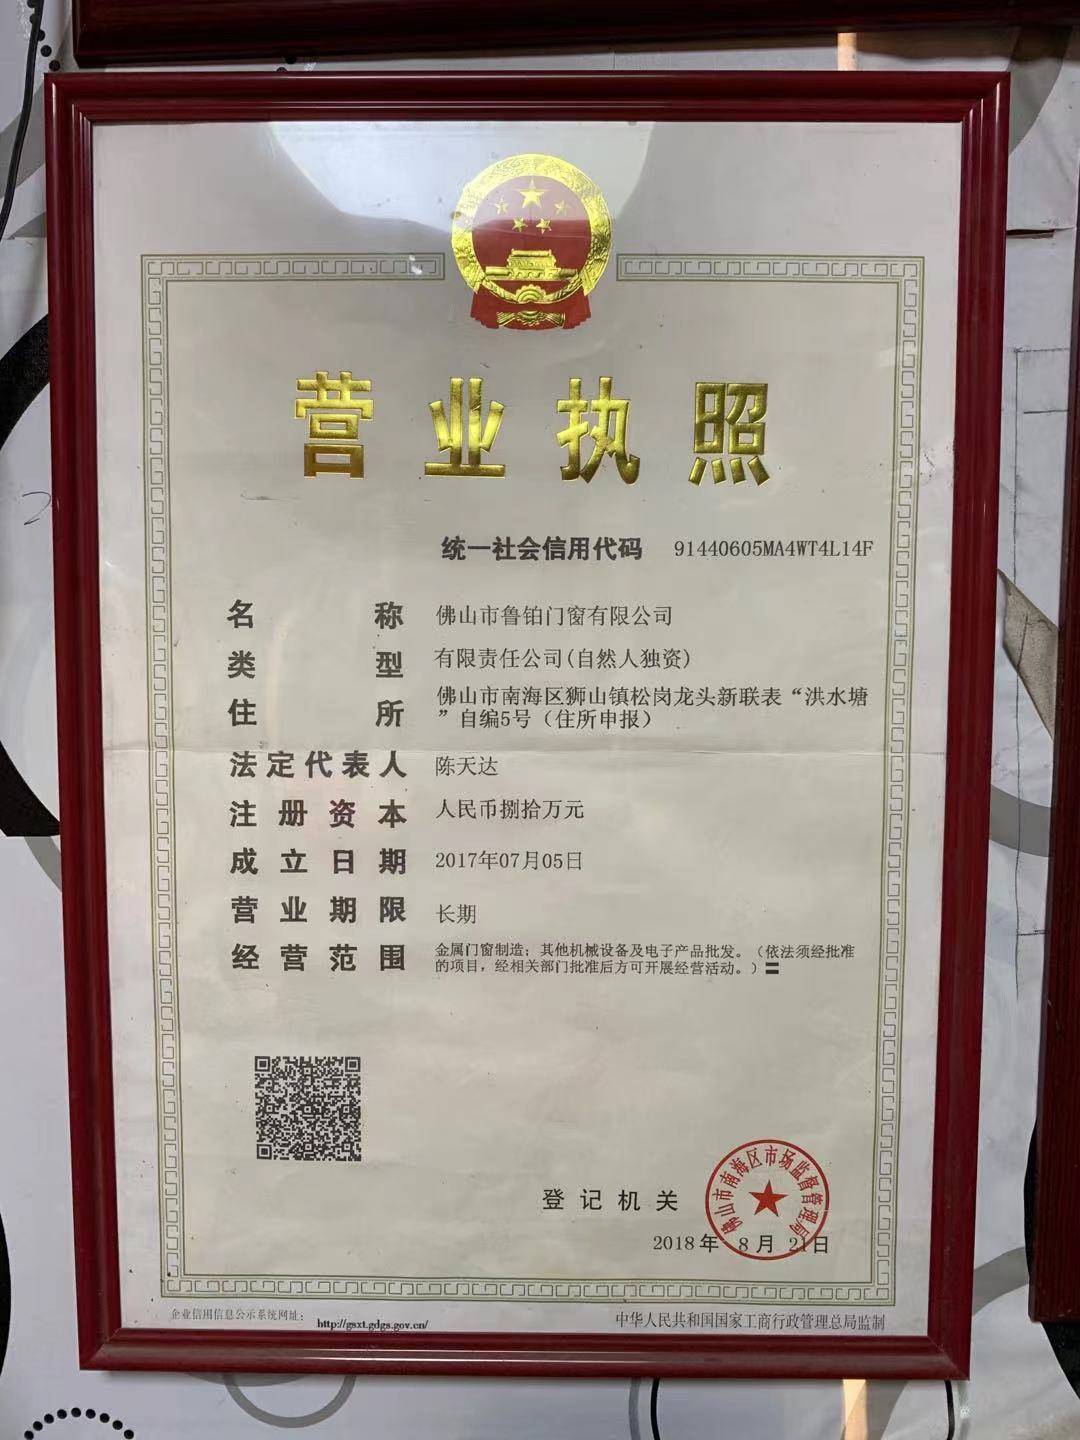 营业执照
统一社会信用代码 91440605MA4WT4L14F
名称 佛山市鲁铂门窗有限公司
类型 有限责任公司(自然人独资)
住所 佛山市南海区狮山镇松岗龙头新联表“洪水塘
”自编5号（住所申报）
法定代表人 陈天达
注册资本 人民币捌拾万元
成立日期 2017年07月05日
营业期限 长期
经营范围 金属门窗制造；其他机械设备及电子产品批发。（依法须经批准
的项目，经相关部门批准后方可开展经营活动。）〓
佛山市南海区市场监督管理局
登记机关
2018年 8月 21日
企业信用信息公示系统网址： http://gsxt.gdgs.gov.cn/
中华人民共和国国家工商行政管理总局监制